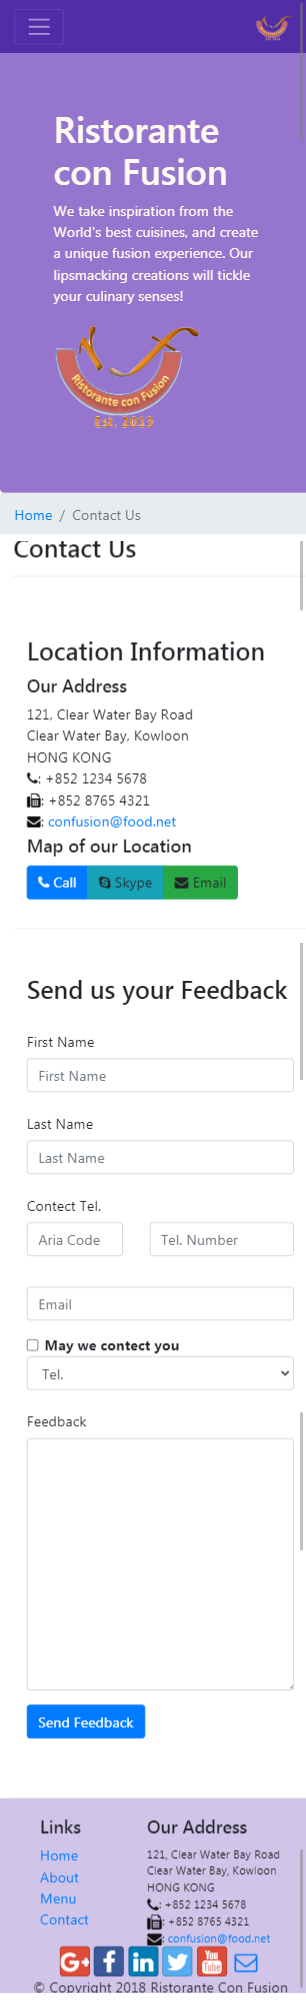 Ristorante
con Fusion
We take inspiration from the
World's best cuisines, and create
a unique fusion experience. Our
lipsmacking creations will tickle
your culinary senses!
Ristorante con Fusion
Est. 2019
Home / Contact Us
Contact Us
Location Information
Our Address
121, Clear Water Bay Road
Clear Water Bay, Kowloon
HONG KONG
: +852 1234 5678
: +852 8765 4321
: confusion@food.net
Map of our Location
Call Skype Email
Send us your Feedback
First Name
First Name
Last Name
Last Name
Contect Tel.
Aria Code Tel. Number
Email
May we contect you
Tel.
Feedback
Send Feedback
Links
Home
About
Menu
Contact
Our Address
121, Clear Water Bay Road
Clear Water Bay, Kowloon
HONG KONG
: +852 1234 5678
: +852 8765 4321
: confusion@food.net
G+ f in You Tube
© Copyright 2018 Ristorante Con Fusion